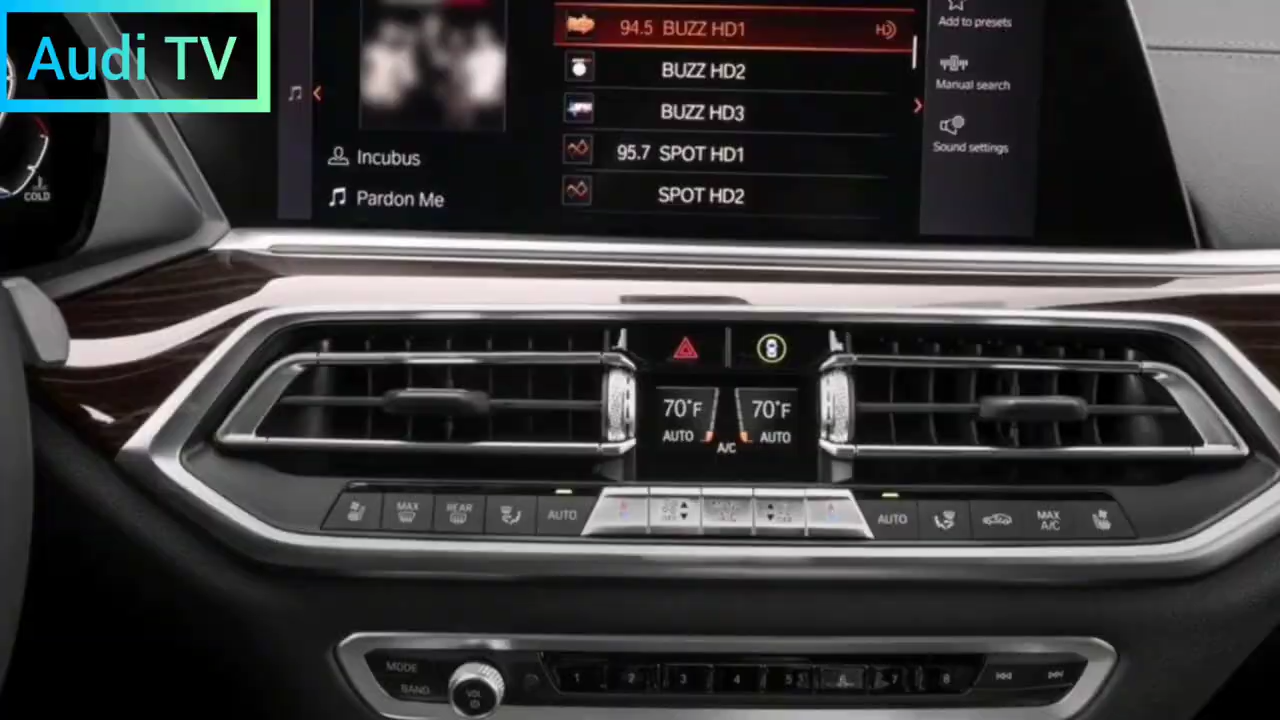 Audi TV
94.5 BUZZ HD1
BUZZ HD2
BUZZ HD3
95.7 SPOT HD1
SPOT HD2
Incubus
Pardon Me
Add to presets
Manual search
Sound settings
COLD
70°F
AUTO
70°F
AUTO
A/C
MAX
REAR
AUTO
AUTO
MAX
A/C
MODE
BAND
VOL
1 2 3 4 5 6 7 8